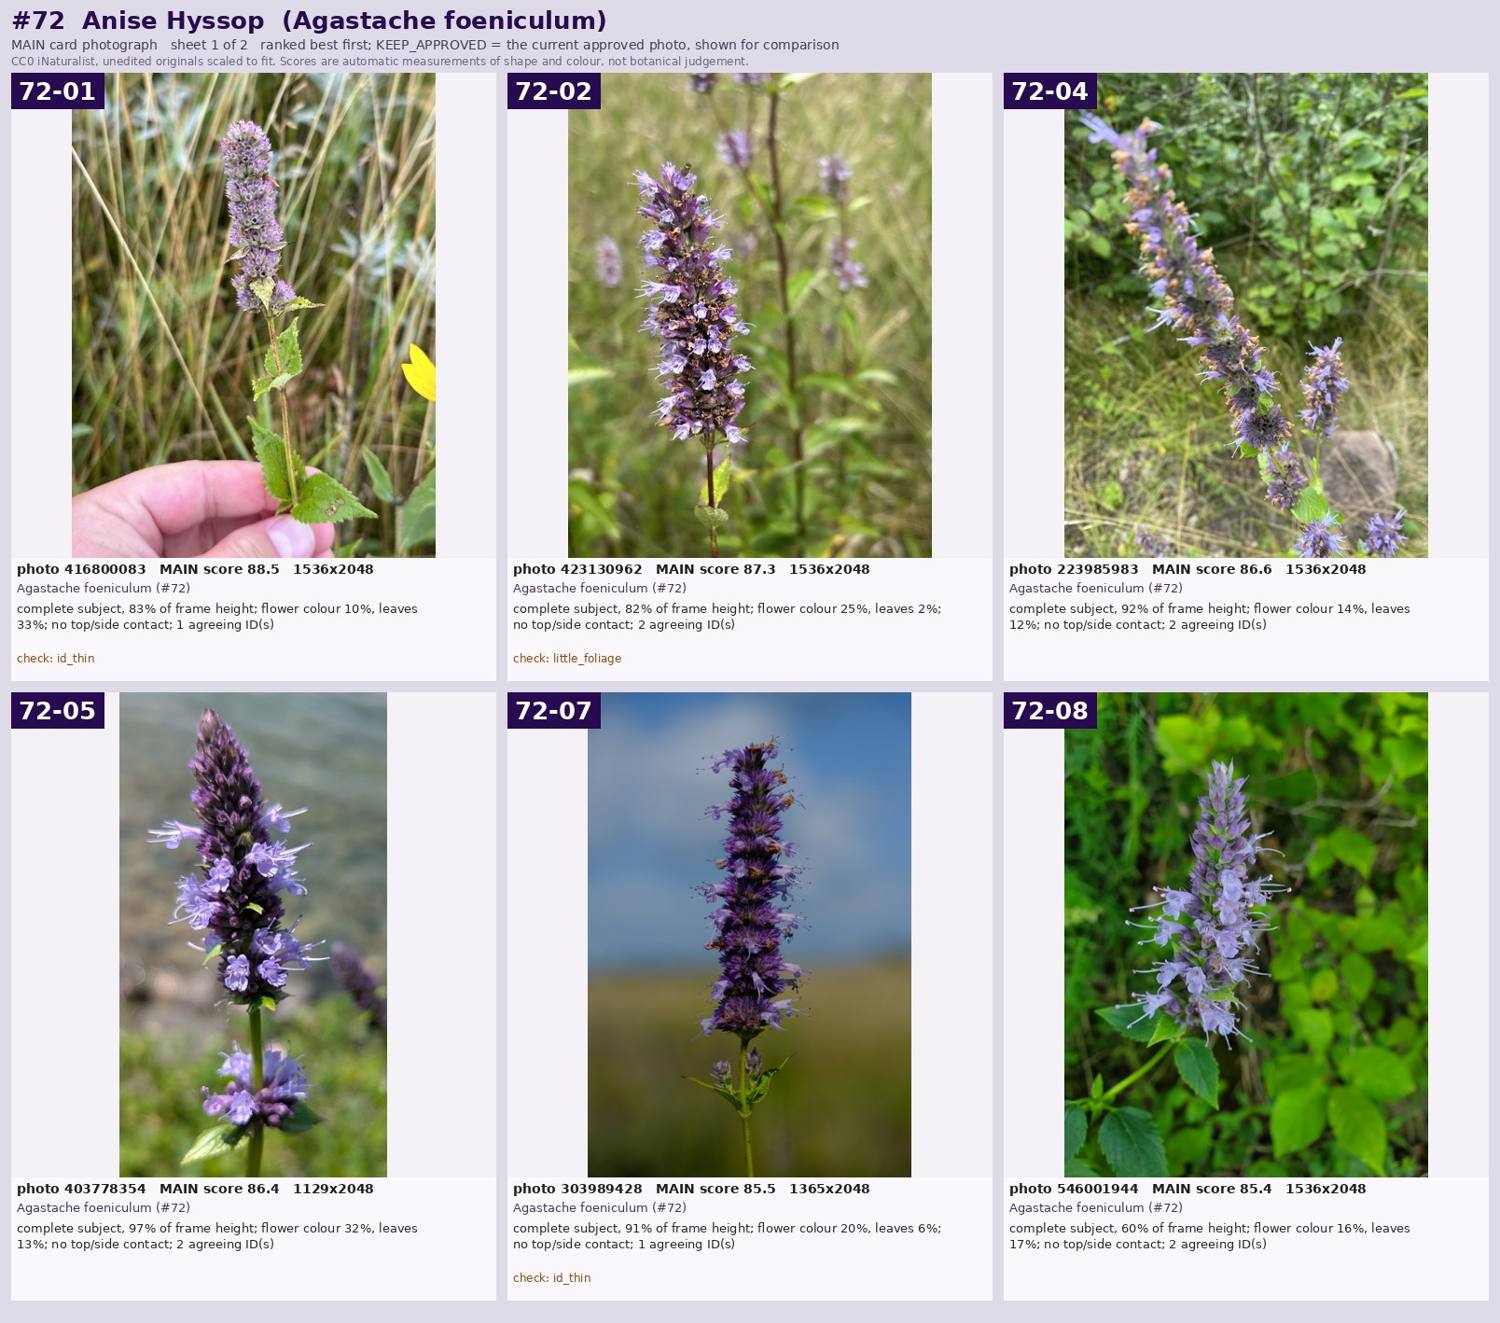 #72 Anise Hyssop (Agastache foeniculum)
MAIN card photograph sheet 1 of 2 ranked best first; KEEP_APPROVED = the current approved photo, shown for comparison
CC0 iNaturalist, unedited originals scaled to fit. Scores are automatic measurements of shape and colour, not botanical judgement.
72-01
photo 416800083 MAIN score 88.5 1536x2048
Agastache foeniculum (#72)
complete subject, 83% of frame height; flower colour 10%, leaves
33%; no top/side contact; 1 agreeing ID(s)
check: id_thin
72-02
photo 423130962 MAIN score 87.3 1536x2048
Agastache foeniculum (#72)
complete subject, 82% of frame height; flower colour 25%, leaves 2%;
no top/side contact; 2 agreeing ID(s)
check: little_foliage
72-04
photo 223985983 MAIN score 86.6 1536x2048
Agastache foeniculum (#72)
complete subject, 92% of frame height; flower colour 14%, leaves
12%; no top/side contact; 2 agreeing ID(s)
72-05
photo 403778354 MAIN score 86.4 1129x2048
Agastache foeniculum (#72)
complete subject, 97% of frame height; flower colour 32%, leaves
13%; no top/side contact; 2 agreeing ID(s)
72-07
photo 303989428 MAIN score 85.5 1365x2048
Agastache foeniculum (#72)
complete subject, 91% of frame height; flower colour 20%, leaves 6%;
no top/side contact; 1 agreeing ID(s)
check: id_thin
72-08
photo 546001944 MAIN score 85.4 1536x2048
Agastache foeniculum (#72)
complete subject, 60% of frame height; flower colour 16%, leaves
17%; no top/side contact; 2 agreeing ID(s)